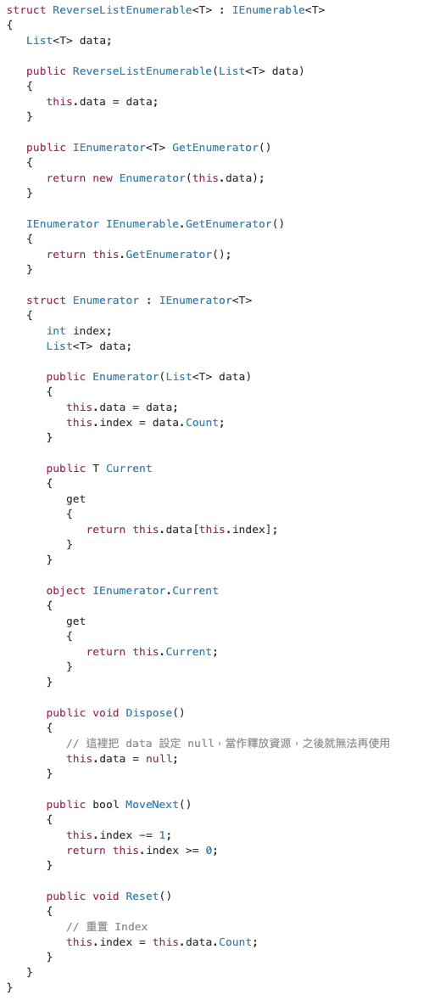 struct ReverseListEnumerable<T> : IEnumerable<T>
{
   List<T> data;

   public ReverseListEnumerable(List<T> data)
   {
      this.data = data;
   }

   public IEnumerator<T> GetEnumerator()
   {
      return new Enumerator(this.data);
   }

   IEnumerator IEnumerable.GetEnumerator()
   {
      return this.GetEnumerator();
   }

   struct Enumerator : IEnumerator<T>
   {
      int index;
      List<T> data;

      public Enumerator(List<T> data)
      {
         this.data = data;
         this.index = data.Count;
      }

      public T Current
      {
         get
         {
            return this.data[this.index];
         }
      }

      object IEnumerator.Current
      {
         get
         {
            return this.Current;
         }
      }

      public void Dispose()
      {
         // 這裡把 data 設定 null，當作釋放資源，之後就無法再使用
         this.data = null;
      }

      public bool MoveNext()
      {
         this.index -= 1;
         return this.index >= 0;
      }

      public void Reset()
      {
         // 重置 Index
         this.index = this.data.Count;
      }
   }
}